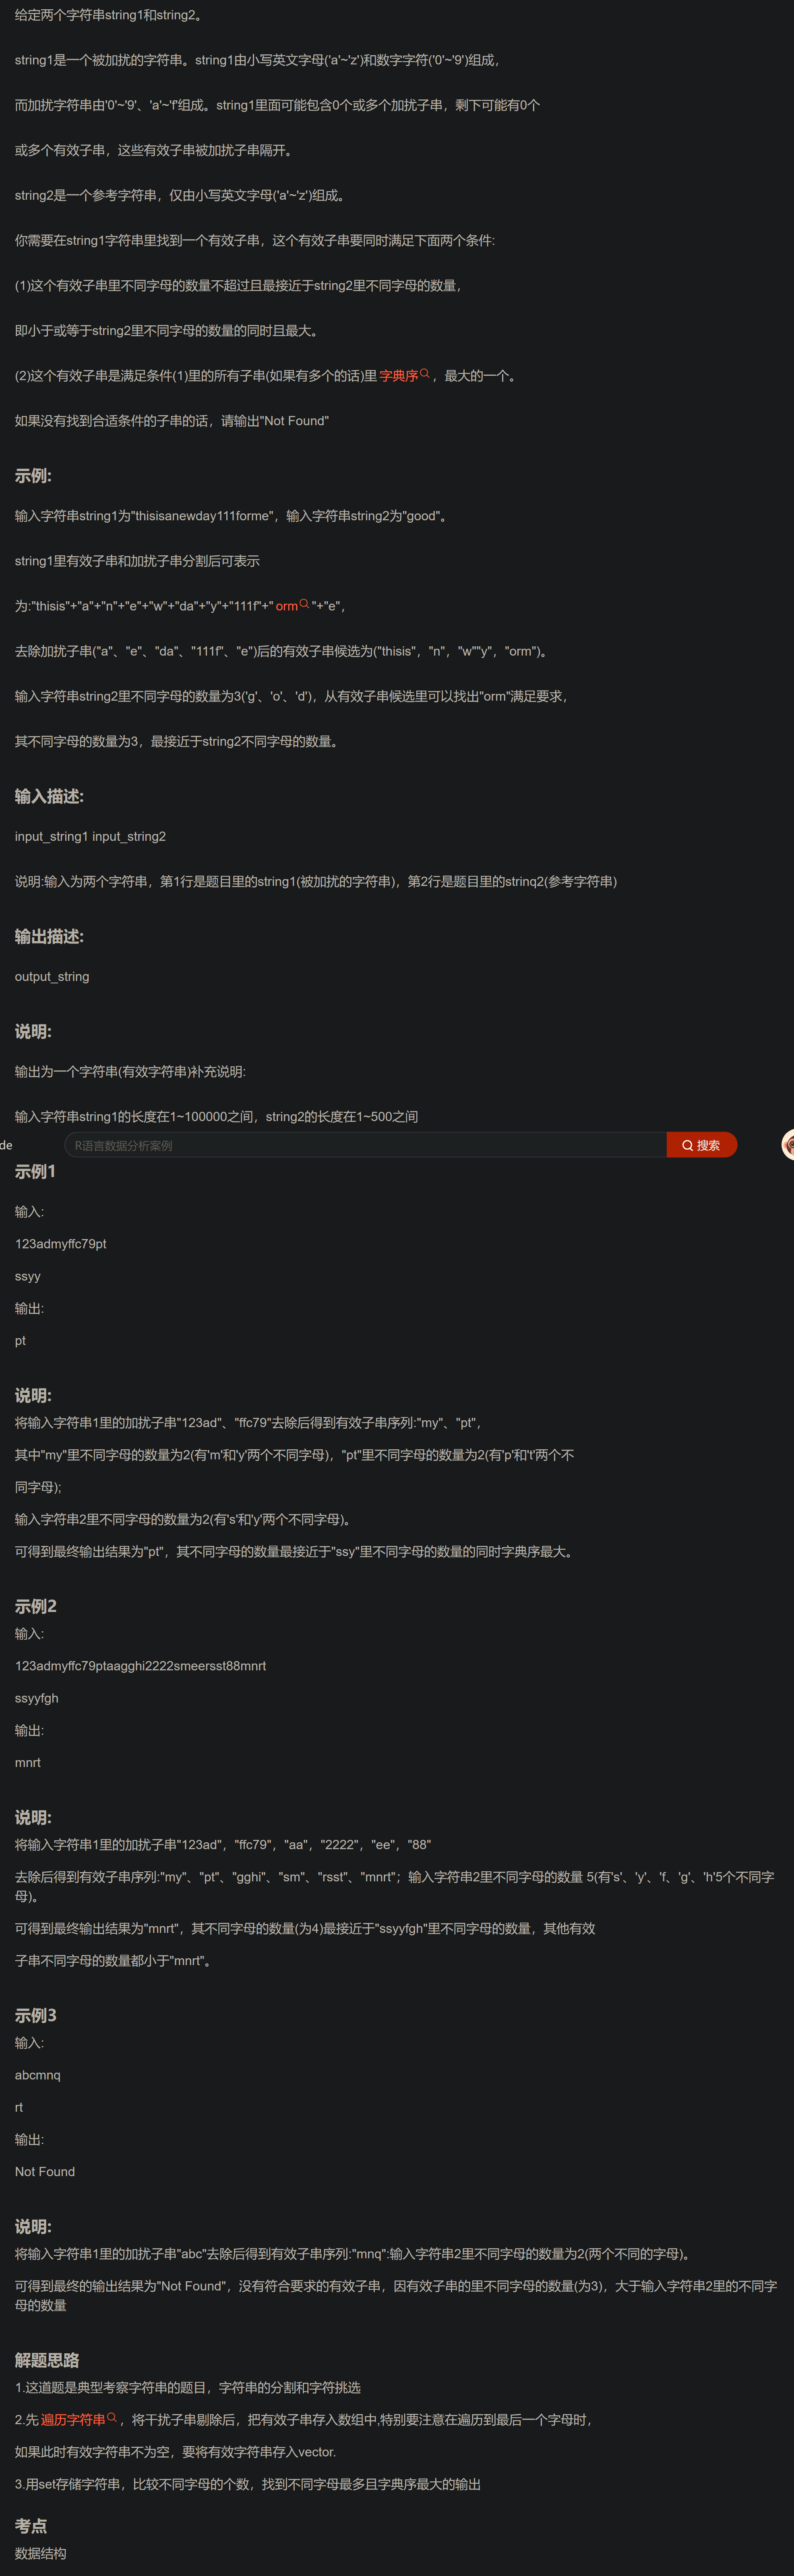 给定两个字符串string1和string2。
string1是一个被加扰的字符串。string1由小写英文字母('a'~'z')和数字字符('0'~'9')组成，
而加扰字符串由'0'~'9'、'a'~'f'组成。string1里面可能包含0个或多个加扰子串，剩下可能有0个
或多个有效子串，这些有效子串被加扰子串隔开。
string2是一个参考字符串，仅由小写英文字母('a'~'z')组成。
你需要在string1字符串里找到一个有效子串，这个有效子串要同时满足下面两个条件:
(1)这个有效子串里不同字母的数量不超过且最接近于string2里不同字母的数量，
即小于或等于string2里不同字母的数量的同时且最大。
(2)这个有效子串是满足条件(1)里的所有子串(如果有多个的话)里字典序，最大的一个。
如果没有找到合适条件的子串的话，请输出"Not Found"
示例:
输入字符串string1为"thisisanewday111forme"，输入字符串string2为"good"。
string1里有效子串和加扰子串分割后可表示
为:"thisis"+"a"+"n"+"e"+"w"+"da"+"y"+"111f"+"orm"+"e"，
去除加扰子串("a"、"e"、"da"、"111f"、"e")后的有效子串候选为("thisis"，"n"，"w""y"，"orm")。
输入字符串string2里不同字母的数量为3('g'、'o'、'd')，从有效子串候选里可以找出"orm"满足要求，
其不同字母的数量为3，最接近于string2不同字母的数量。
输入描述:
input_string1 input_string2
说明:输入为两个字符串，第1行是题目里的string1(被加扰的字符串)，第2行是题目里的strinq2(参考字符串)
输出描述:
output_string
说明:
输出为一个字符串(有效字符串)补充说明:
输入字符串string1的长度在1~100000之间，string2的长度在1~500之间
de
R语言数据分析案例
搜索
示例1
输入:
123admyffc79pt
ssyy
输出:
pt
说明:
将输入字符串1里的加扰子串"123ad"、"ffc79"去除后得到有效子串序列:"my"、"pt"，
其中"my"里不同字母的数量为2(有'm'和'y'两个不同字母)，"pt"里不同字母的数量为2(有'p'和't'两个不
同字母);
输入字符串2里不同字母的数量为2(有's'和'y'两个不同字母)。
可得到最终输出结果为"pt"，其不同字母的数量最接近于"ssy"里不同字母的数量的同时字典序最大。
示例2
输入:
123admyffc79ptaagghi2222smeersst88mnrt
ssyyfgh
输出:
mnrt
说明:
将输入字符串1里的加扰子串"123ad"，"ffc79"，"aa"，"2222"，"ee"，"88"
去除后得到有效子串序列:"my"、"pt"、"gghi"、"sm"、"rsst"、"mnrt"；输入字符串2里不同字母的数量 5(有's'、'y'、'f、'g'、'h'5个不同字
母)。
可得到最终输出结果为"mnrt"，其不同字母的数量(为4)最接近于"ssyyfgh"里不同字母的数量，其他有效
子串不同字母的数量都小于"mnrt"。
示例3
输入:
abcmnq
rt
输出:
Not Found
说明:
将输入字符串1里的加扰子串"abc"去除后得到有效子串序列:"mnq":输入字符串2里不同字母的数量为2(两个不同的字母)。
可得到最终的输出结果为"Not Found"，没有符合要求的有效子串，因有效子串的里不同字母的数量(为3)，大于输入字符串2里的不同字
母的数量
解题思路
1.这道题是典型考察字符串的题目，字符串的分割和字符挑选
2.先遍历字符串，将干扰子串剔除后，把有效子串存入数组中,特别要注意在遍历到最后一个字母时，
如果此时有效字符串不为空，要将有效字符串存入vector.
3.用set存储字符串，比较不同字母的个数，找到不同字母最多且字典序最大的输出
考点
数据结构